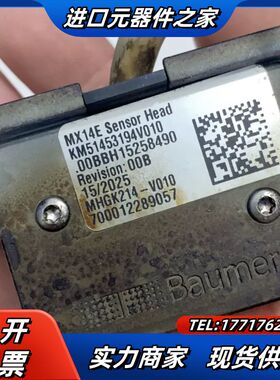 进口元器件之家
MX14E Sensor Head
KM51453194V010
.00BBH15258490
Revision: 00B
15/2025
MHGK214-V010
700012289057
Baumer
开
票
TEL:1771762
实力商家 现货供